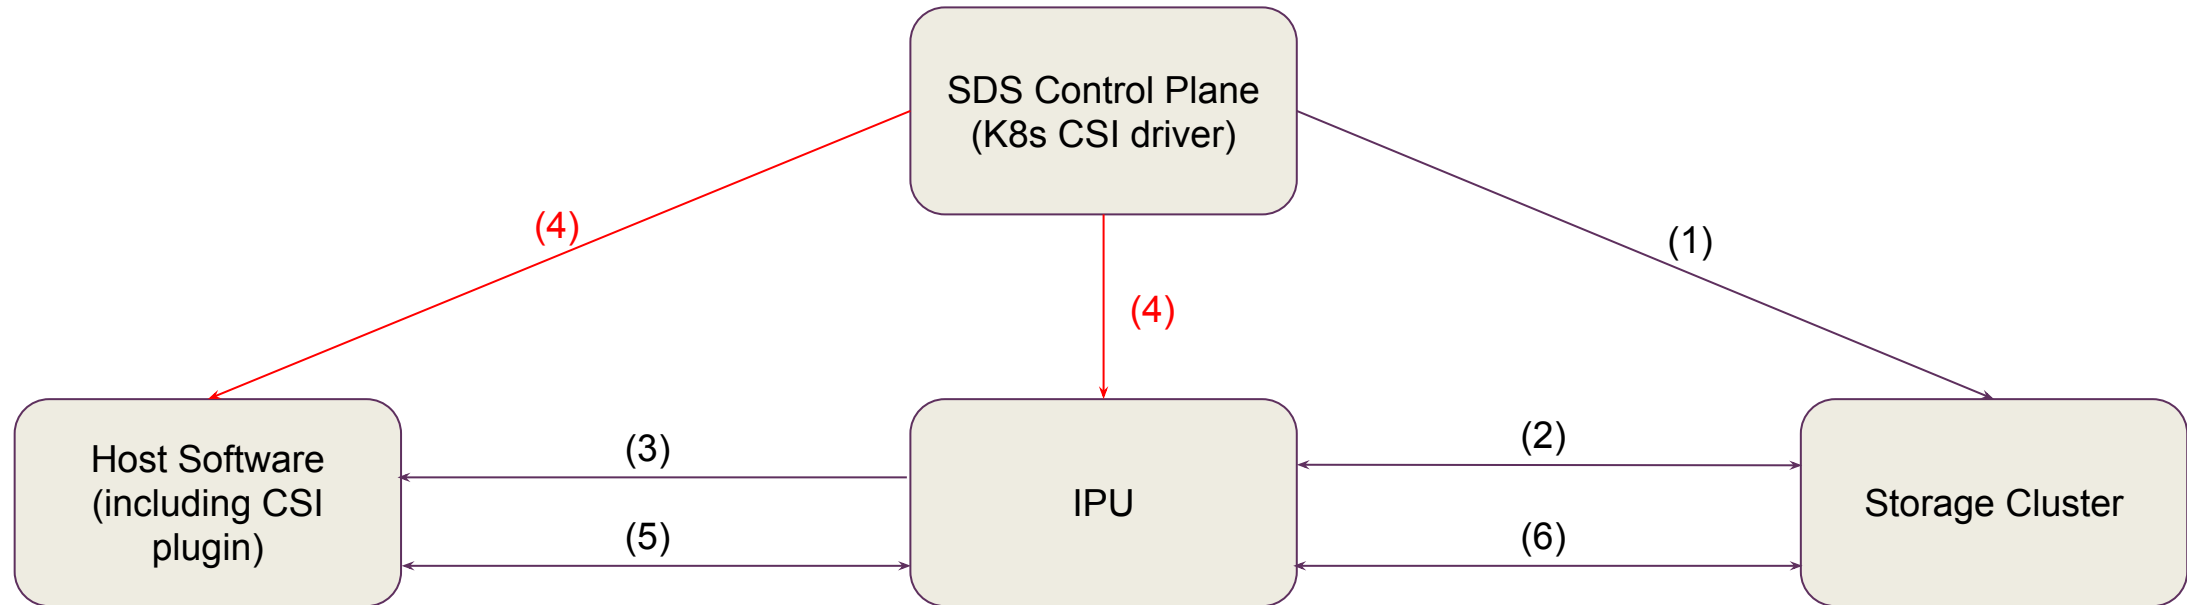 SDS Control Plane
(K8s CSI driver)
(4)
(1)
(4)
Host Software
(including CSI
plugin)
(3)
(5)
IPU
(2)
(6)
Storage Cluster